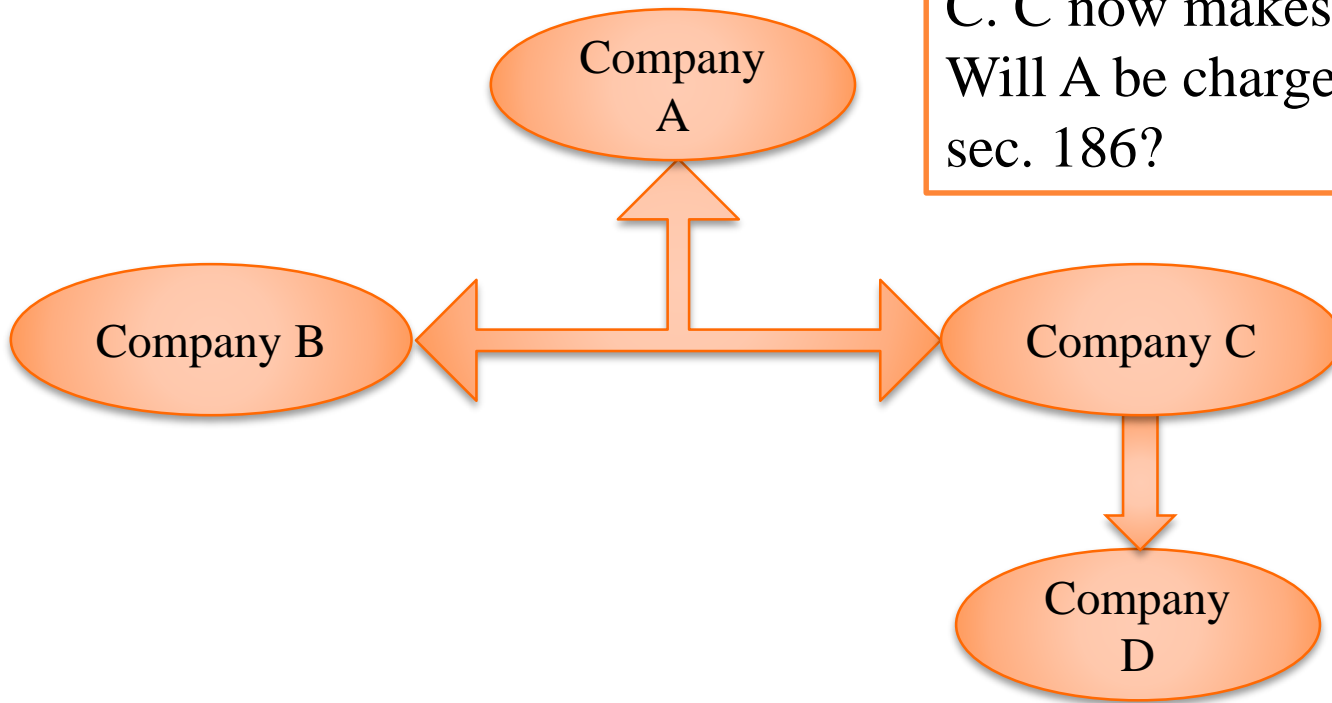 C. C now makes
Will A be charge
sec. 186?
Company
A
Company B
Company C
Company
D